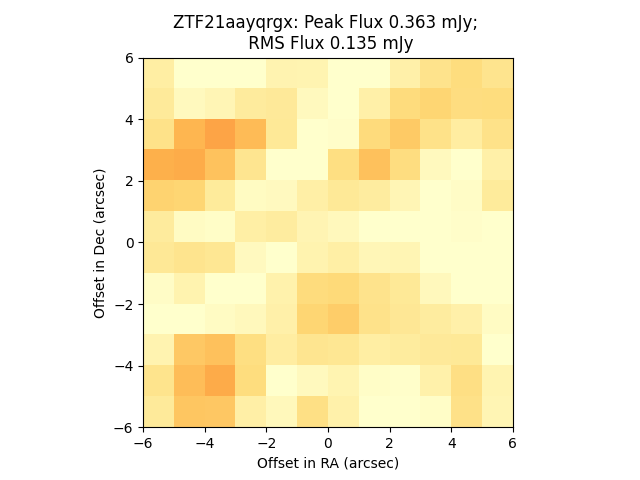 ZTF21aayqrgx: Peak Flux 0.363 mJy;
RMS Flux 0.135 mJy
6
4
2
0
−2
−4
−6
Offset in Dec (arcsec)
−6 −4 −2 0 2 4 6
Offset in RA (arcsec)